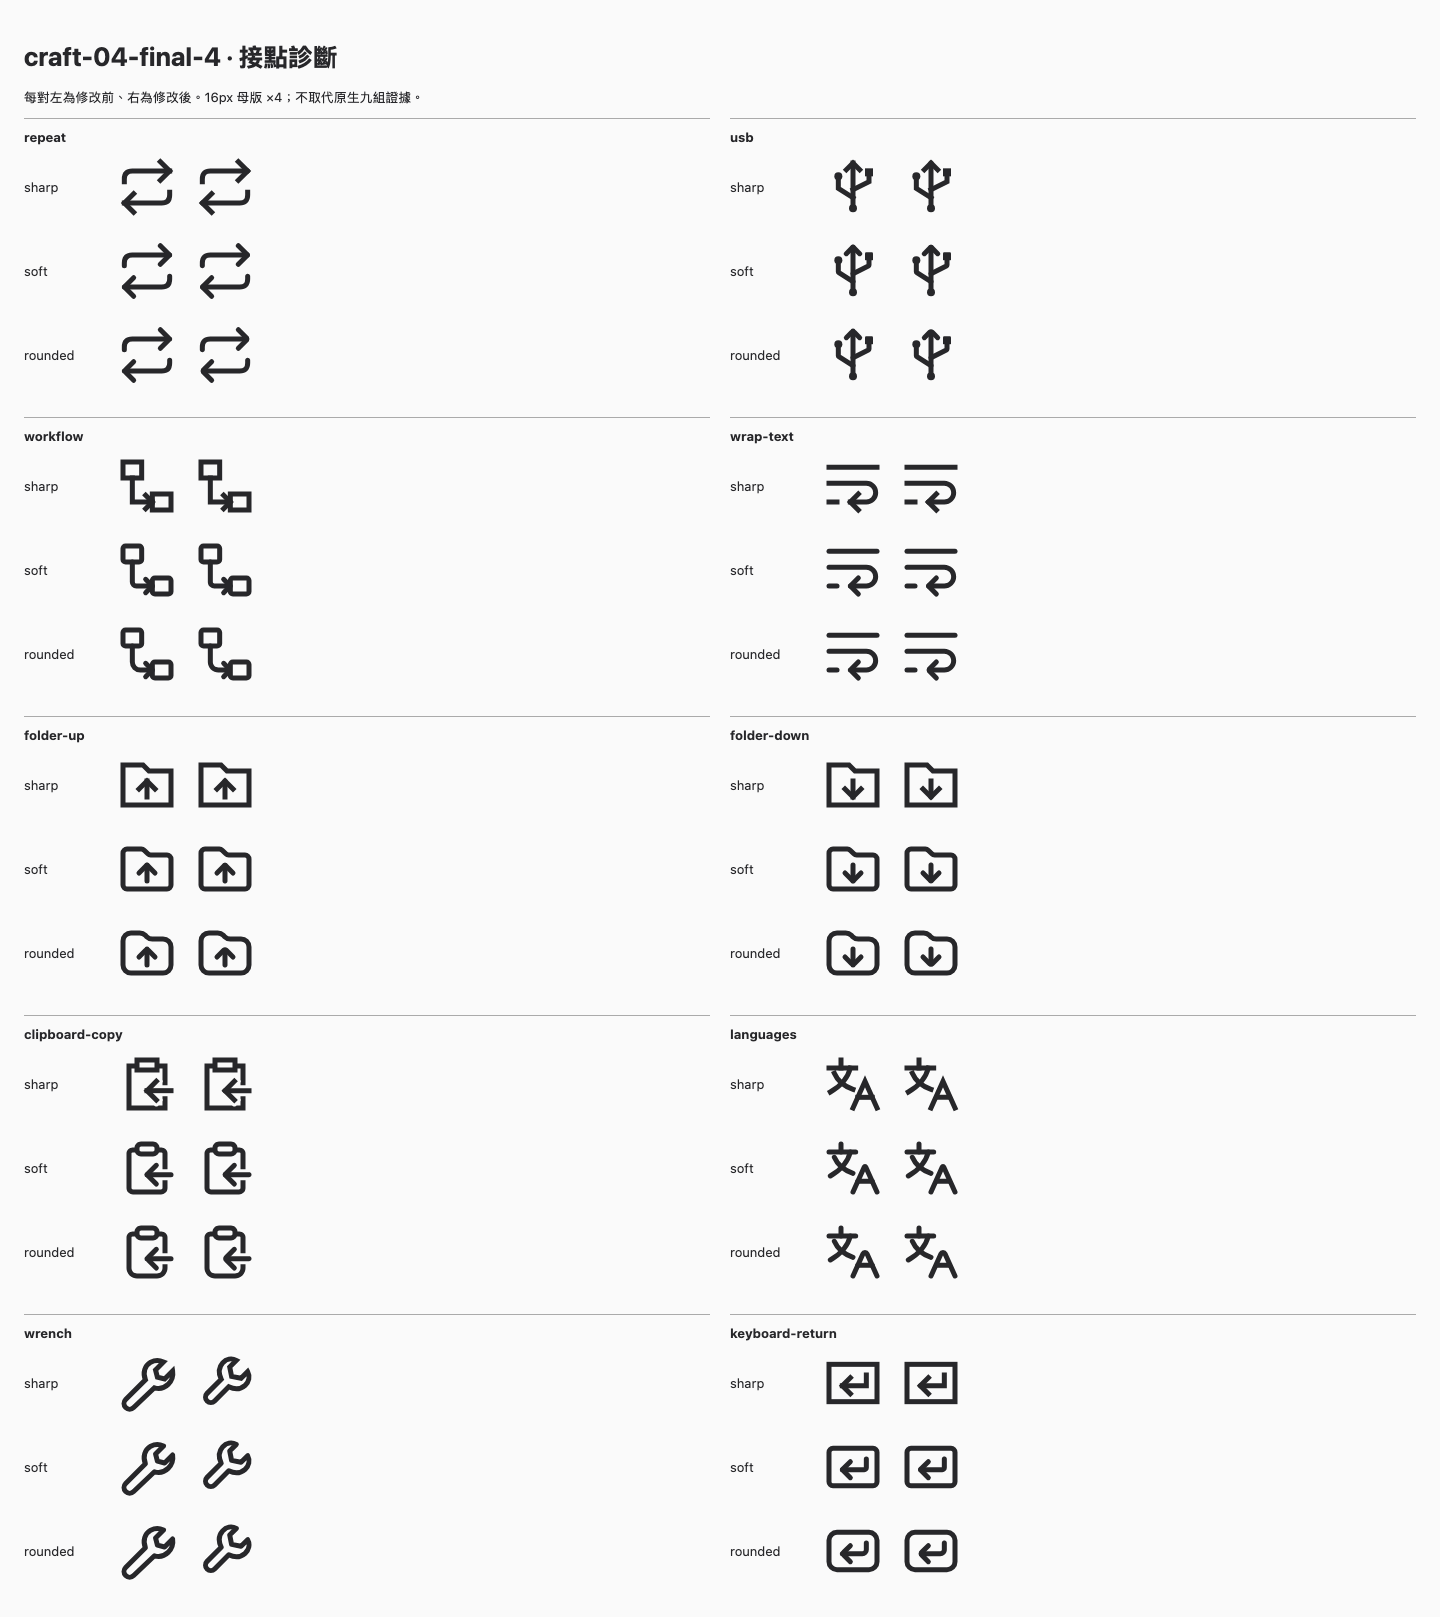 craft-04-final-4 · 接點診斷
每對左為修改前、右為修改後。16px 母版 ×4；不取代原生九組證據。
repeat
sharp
soft
rounded
usb
sharp
soft
rounded
workflow
sharp
soft
rounded
wrap-text
sharp
soft
rounded
folder-up
sharp
soft
rounded
folder-down
sharp
soft
rounded
clipboard-copy
sharp
soft
rounded
languages
sharp
soft
rounded
wrench
sharp
soft
rounded
keyboard-return
sharp
soft
rounded